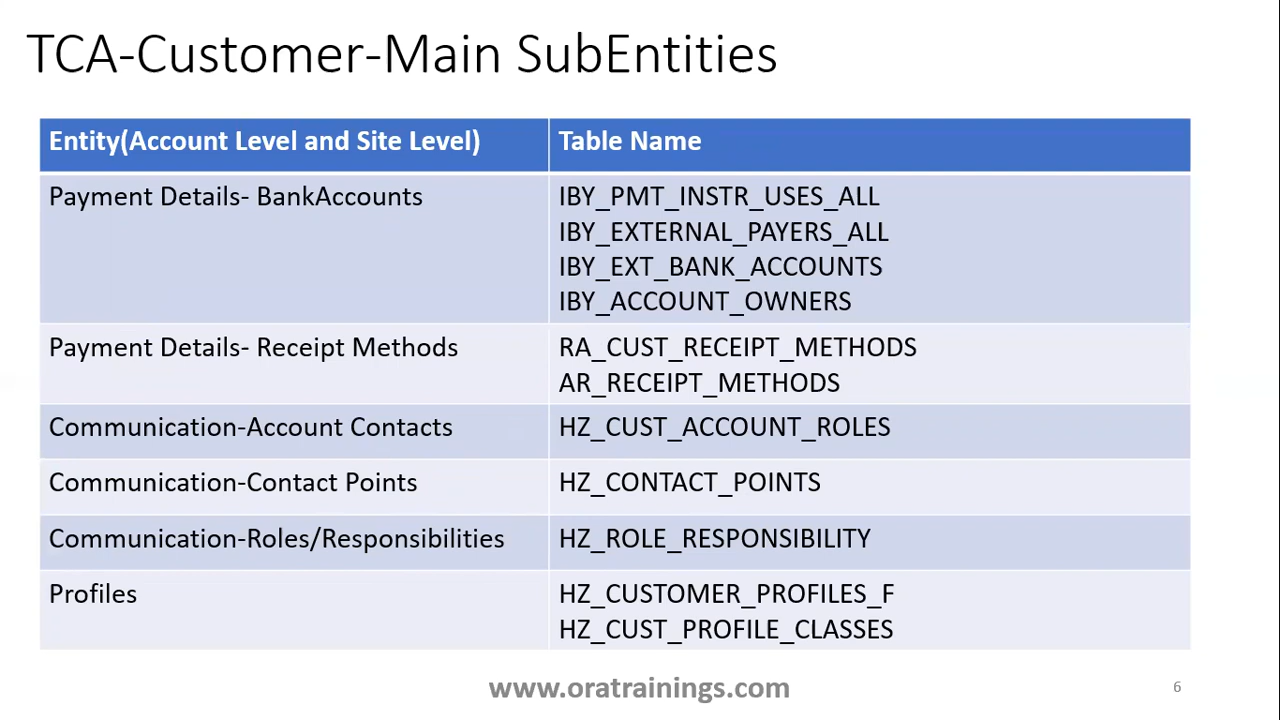 TCA-Customer-Main SubEntities
Entity(Account Level and Site Level)
Table Name
Payment Details- BankAccounts
IBY_PMT_INSTR_USES_ALL
IBY_EXTERNAL_PAYERS_ALL
IBY_EXT_BANK_ACCOUNTS
IBY_ACCOUNT_OWNERS
Payment Details- Receipt Methods
RA_CUST_RECEIPT_METHODS
AR_RECEIPT_METHODS
Communication-Account Contacts
HZ_CUST_ACCOUNT_ROLES
Communication-Contact Points
HZ_CONTACT_POINTS
Communication-Roles/Responsibilities
HZ_ROLE_RESPONSIBILITY
Profiles
HZ_CUSTOMER_PROFILES_F
HZ_CUST_PROFILE_CLASSES
www.oratrainings.com
6